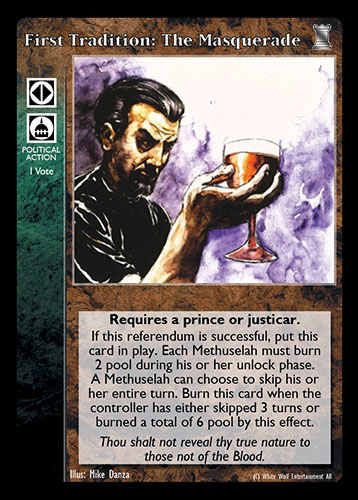 First Tradition: The Masquerade
POLITICAL
ACTION
1 Vote
Requires a prince or justicar.
If this referendum is successful, put this
card in play. Each Methuselah must burn
2 pool during his or her unlock phase.
A Methuselah can choose to skip his or
her entire turn. Burn this card when the
controller has either skipped 3 turns or
burned a total of 6 pool by this effect.
Thou shalt not reveal thy true nature to
those not of the Blood.
Illus: Mike Danza
(C) White Wolf Entertainment AB